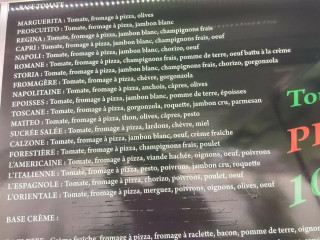 BASE TOMATE :
MARGUERITA : Tomate, fromage à pizza, olives
PROSCUITTO : Tomate, fromage à pizza, jambon blanc
REGINA : Tomate, fromage à pizza, jambon blanc, champignons frais
CAPRI : Tomate, fromage à pizza, jambon blanc, champignons frais, oeuf
NAPOLI : Tomate, fromage à pizza, jambon blanc, chorizo, oeuf
ROMANE : Tomate, fromage à pizza, champignons frais, pomme de terre, oeuf battu à la crème
STORIA : Tomate, fromage à pizza, jambon blanc, champignons frais, chorizo, gorgonzola
FROMAGÈRE : Tomate, fromage à pizza, chèvre, gorgonzola
NAPOLITAINE : Tomate, fromage à pizza, anchois, câpres, olives
EPOISSES : Tomate, fromage à pizza, jambon blanc, pomme de terre, époisses
TOSCANE : Tomate, fromage à pizza, gorgonzola, roquette, jambon cru, parmesan
MATTEO : Tomate, fromage à pizza, thon, olives, câpres, pesto
SUCRÉE SALÉE : Tomate, fromage à pizza, lardons, chèvre, miel
CALZONE : Tomate, fromage à pizza, jambon blanc, oeuf, crème fraîche
FORESTIÈRE : Tomate, fromage à pizza, champignons frais, poulet
L'AMERICAINE : Tomate, fromage à pizza, viande hachée, oignons, oeuf, poivrons
L'ITALIENNE : Tomate, fromage à pizza, pesto, poivrons, jambon cru, roquette
L'ESPAGNOLE : Tomate, fromage à pizza, chorizo, poivrons, poulet, oeuf
L'ORIENTALE : Tomate, fromage à pizza, merguez, poivrons, oignons, olives, oeuf
BASE CRÈME :
Crème fraîche, fromage à pizza, fromage à raclette, bacon, pomme de terre,